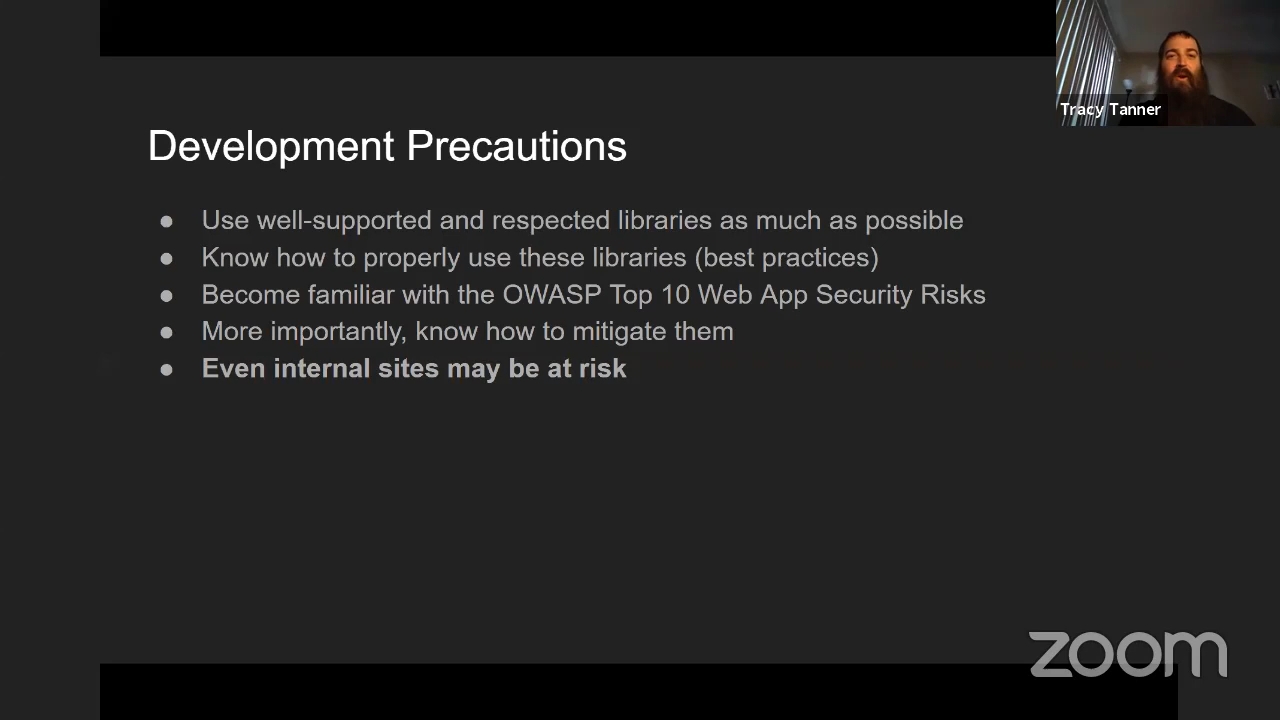 Tracy Tanner
Development Precautions
● Use well-supported and respected libraries as much as possible
● Know how to properly use these libraries (best practices)
● Become familiar with the OWASP Top 10 Web App Security Risks
● More importantly, know how to mitigate them
● Even internal sites may be at risk
zoom